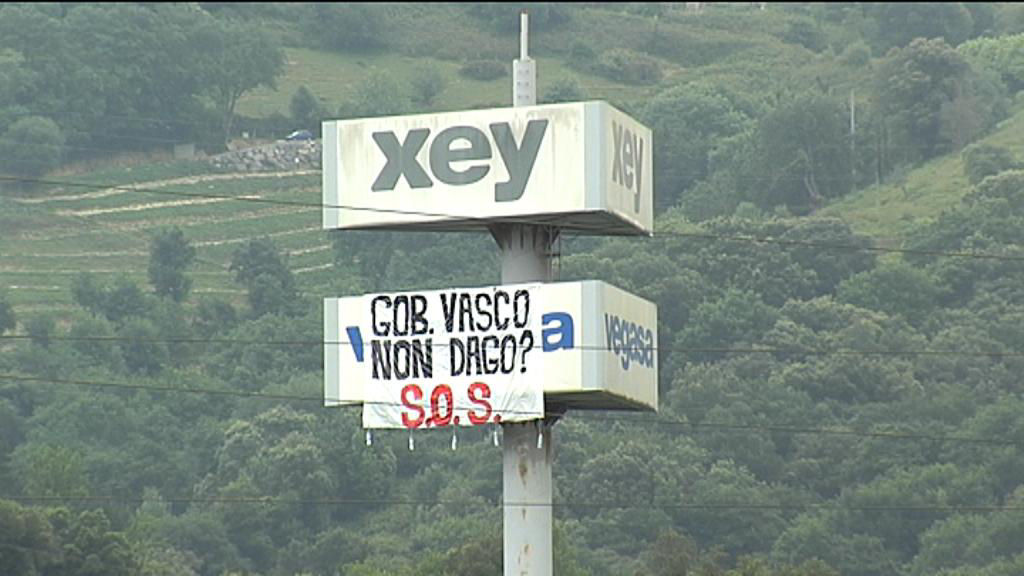 xey
xey
GOB. VASCO
NON DAGO?
S.O.S.
a
vegasa